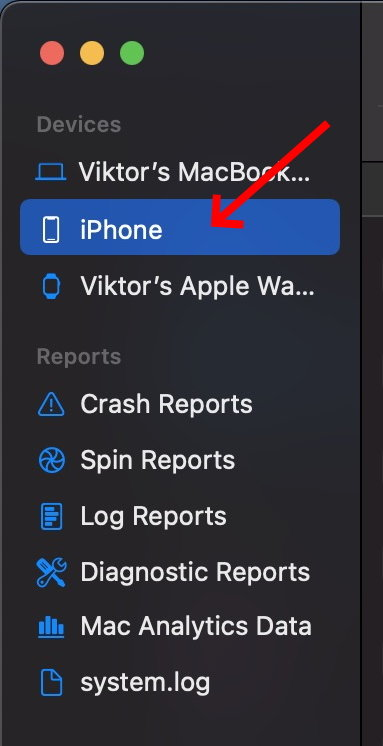 Devices
Viktor’s MacBook...
iPhone
Viktor’s Apple Wa...
Reports
Crash Reports
Spin Reports
Log Reports
Diagnostic Reports
Mac Analytics Data
system.log